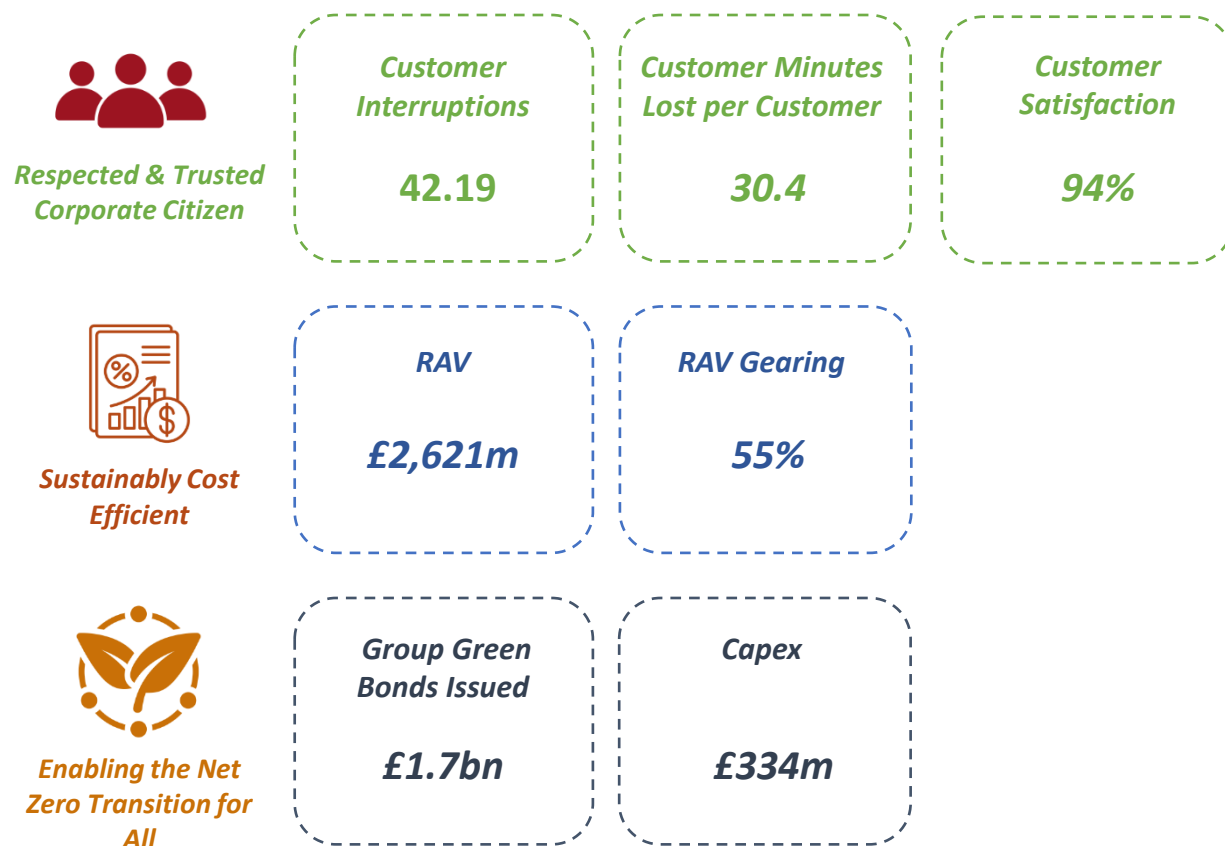 Respected & Trusted
Corporate Citizen
Customer
Interruptions
42.19
Customer Minutes
Lost per Customer
30.4
Customer
Satisfaction
94%
%
$
Sustainably Cost
Efficient
RAV
£2,621m
RAV Gearing
55%
Enabling the Net
Zero Transition for
All
Group Green
Bonds Issued
£1.7bn
Capex
£334m